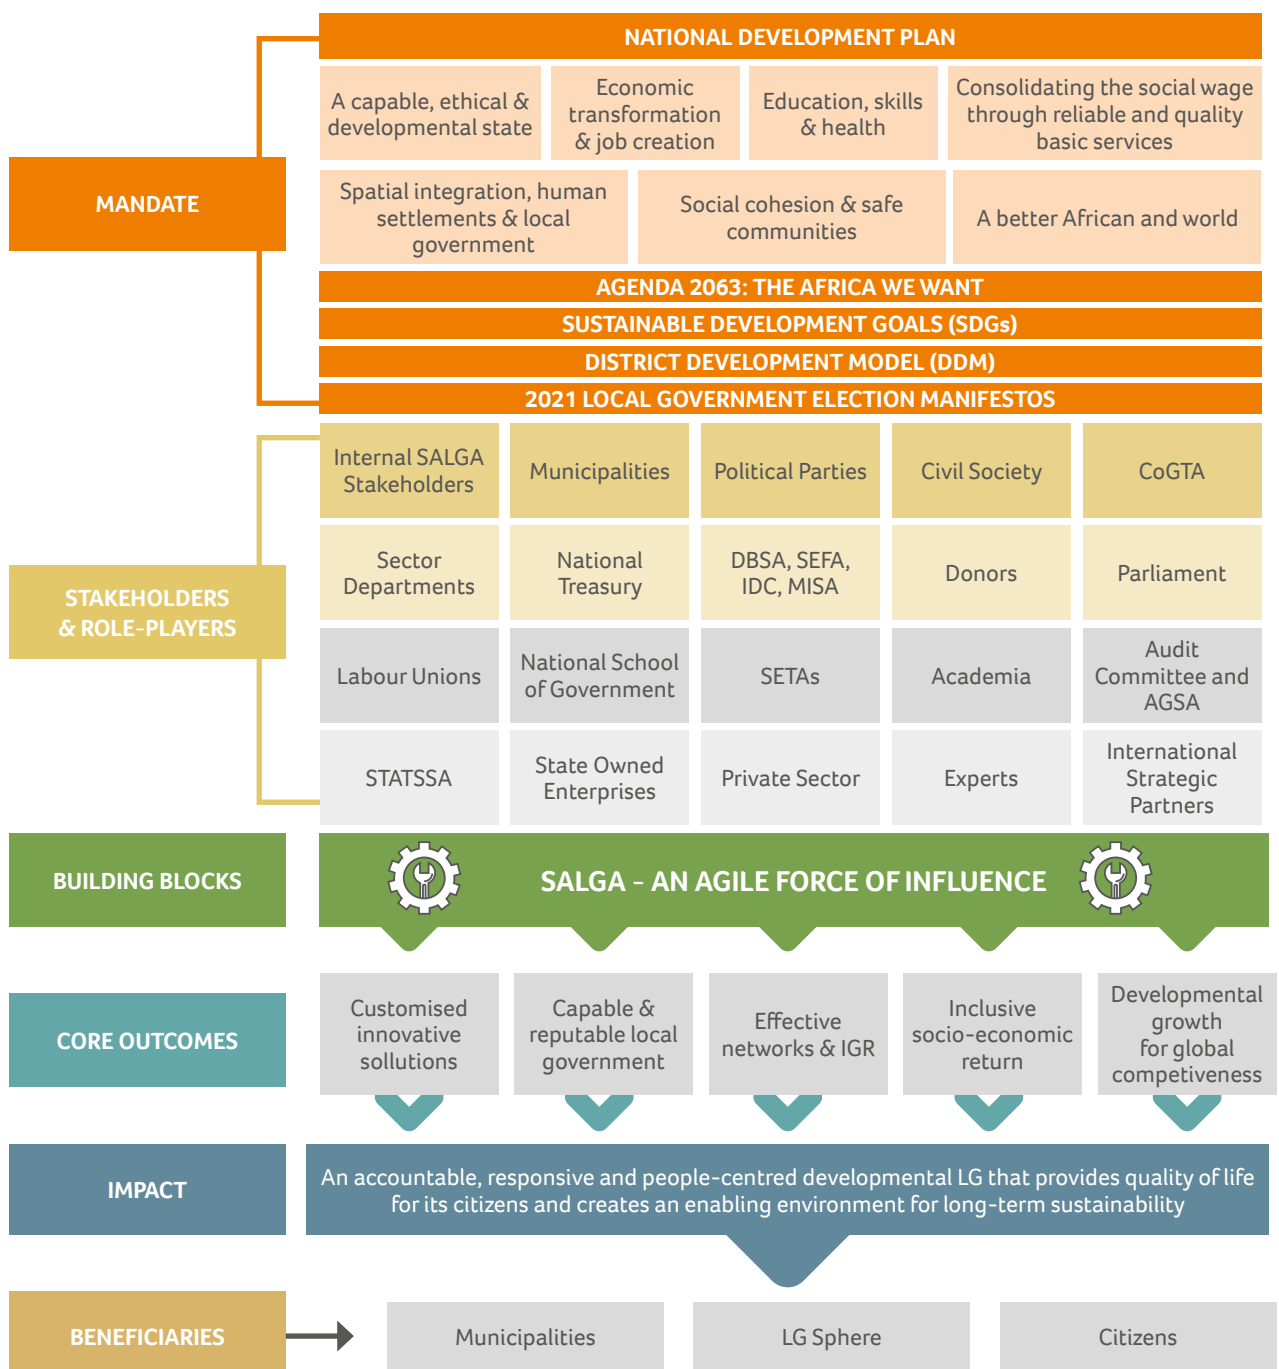 NATIONAL DEVELOPMENT PLAN
A capable, ethical &
developmental state
Economic
transformation
& job creation
Education, skills
& health
Consolidating the social wage
through reliable and quality
basic services
MANDATE
Spatial integration, human
settlements & local
government
Social cohesion & safe
communities
A better African and world
AGENDA 2063: THE AFRICA WE WANT
SUSTAINABLE DEVELOPMENT GOALS (SDGs)
DISTRICT DEVELOPMENT MODEL (DDM)
2021 LOCAL GOVERNMENT ELECTION MANIFESTOS
STAKEHOLDERS
& ROLE-PLAYERS
Internal SALGA
Stakeholders
Municipalities
Political Parties
Civil Society
CoGTA
Sector
Departments
National
Treasury
DBSA, SEFA,
IDC, MISA
Donors
Parliament
Labour Unions
National School
of Government
SETAs
Academia
Audit
Committee and
AGSA
STATSSA
State Owned
Enterprises
Private Sector
Experts
International
Strategic
Partners
BUILDING BLOCKS
SALGA - AN AGILE FORCE OF INFLUENCE
CORE OUTCOMES
Customised
innovative
sollutions
Capable &
reputable local
government
Effective
networks & IGR
Inclusive
socio-economic
return
Developmental
growth
for global
competiveness
IMPACT
An accountable, responsive and people-centred developmental LG that provides quality of life
for its citizens and creates an enabling environment for long-term sustainability
BENEFICIARIES
Municipalities
LG Sphere
Citizens